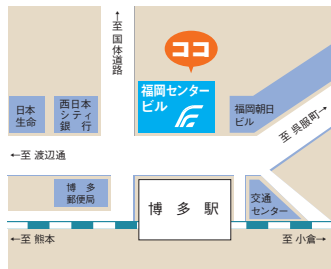 ↑至 国体道路
ココ
福岡センター
ビル
日本
生命
西日本
シティ
銀行
福岡朝日
ビル
至 呉服町→
←至 渡辺通
博多
郵便局
博多駅
交通
センター
←至 熊本
至 小倉→